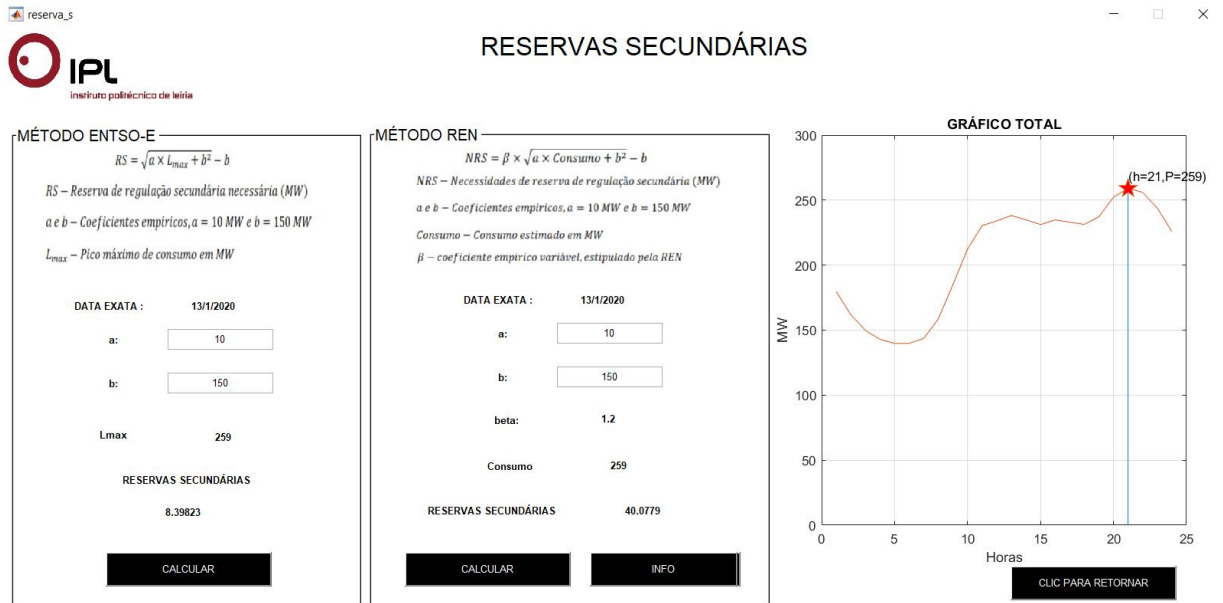 reserva_s
IPL
instituto politécnico de leiria
RESERVAS SECUNDÁRIAS
MÉTODO ENTSO-E
RS = √(a × Lmax + b²) − b
RS − Reserva de regulação secundária necessária (MW)
a e b − Coeficientes empíricos, a = 10 MW e b = 150 MW
Lmax − Pico máximo de consumo em MW
DATA EXATA : 13/1/2020
a: 10
b: 150
Lmax 259
RESERVAS SECUNDÁRIAS
8.39823
CALCULAR
MÉTODO REN
NRS = β × √(a × Consumo + b²) − b
NRS − Necessidades de reserva de regulação secundária (MW)
a e b − Coeficientes empíricos, a = 10 MW e b = 150 MW
Consumo − Consumo estimado em MW
β − coeficiente empírico variável, estipulado pela REN
DATA EXATA : 13/1/2020
a: 10
b: 150
beta: 1.2
Consumo 259
RESERVAS SECUNDÁRIAS 40.0779
CALCULAR INFO
GRÁFICO TOTAL
(h=21,P=259)
300
250
200
150
100
50
0
MW
0 5 10 15 20 25
Horas
CLIC PARA RETORNAR